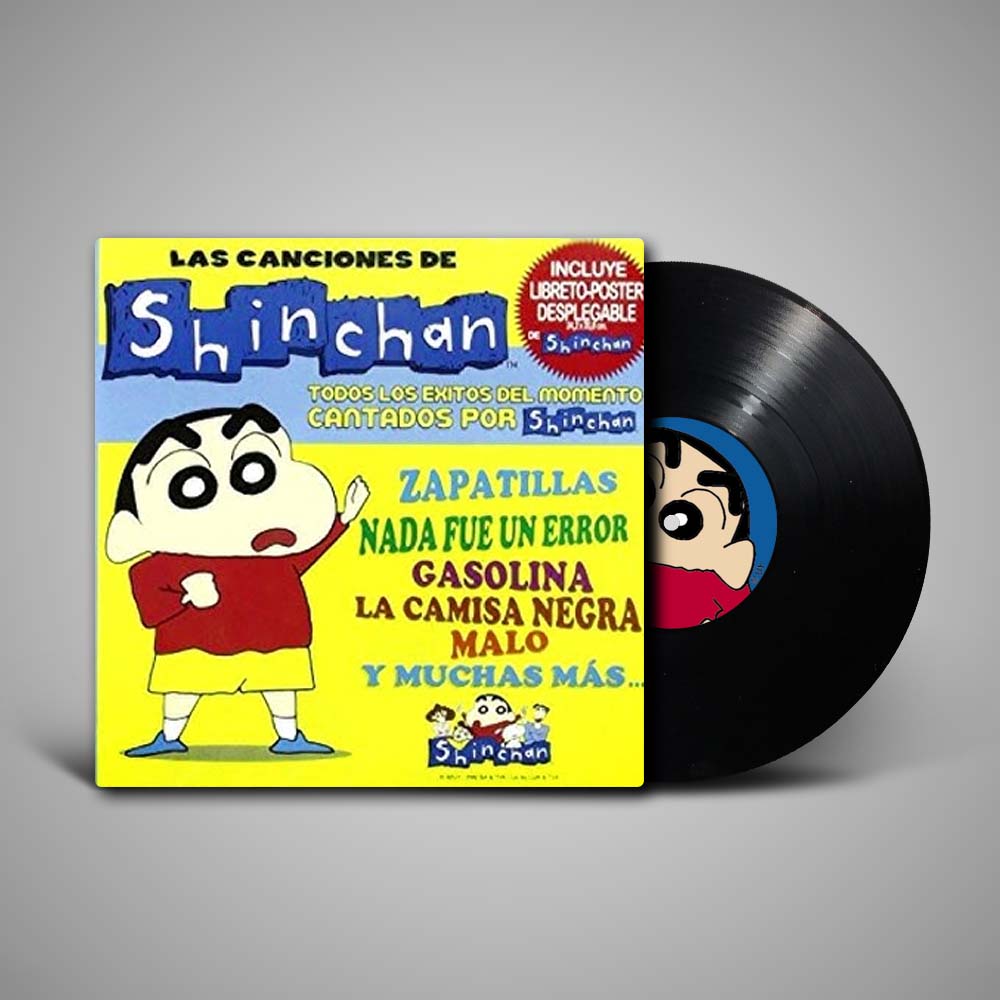 LAS CANCIONES DE
Shinchan
TM
INCLUYE
LIBRETO-POSTER
DESPLEGABLE
DE Shinchan
TODOS LOS EXITOS DEL MOMENTO
CANTADOS POR Shinchan
ZAPATILLAS
NADA FUE UN ERROR
GASOLINA
LA CAMISA NEGRA
MALO
Y MUCHAS MÁS...
Shinchan